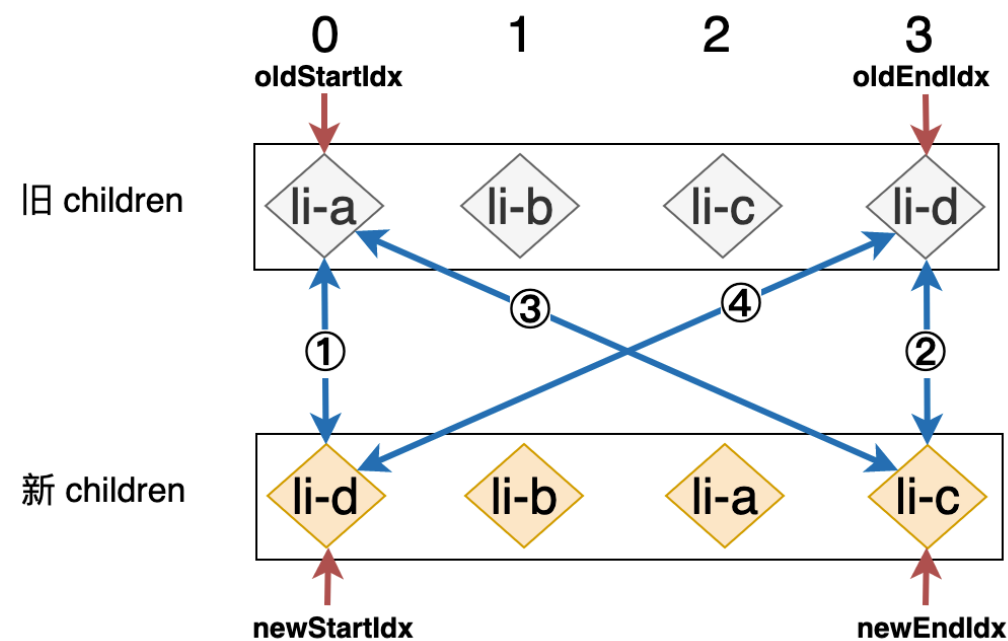 0 1 2 3
oldStartIdx oldEndIdx
旧 children li-a li-b li-c li-d
③ ④
① ②
新 children li-d li-b li-a li-c
newStartIdx newEndIdx